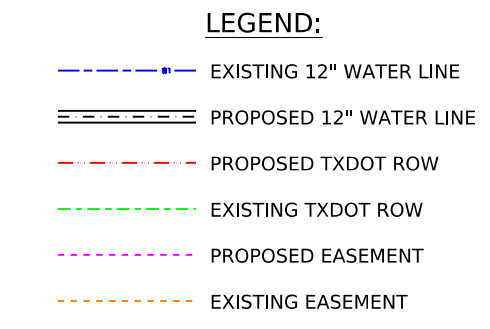 LEGEND:
EXISTING 12" WATER LINE
PROPOSED 12" WATER LINE
PROPOSED TXDOT ROW
EXISTING TXDOT ROW
PROPOSED EASEMENT
EXISTING EASEMENT